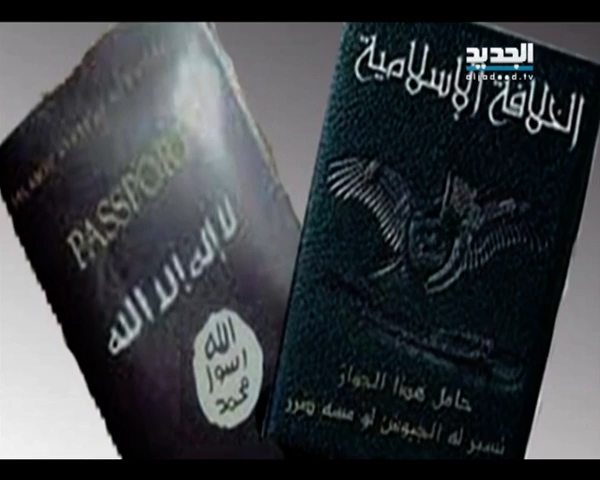 الجديد
aljadeed.tv
الخلافة الإسلامية
حامل هذا الجواز
تسير له الجيوش لو مسه ضرر
PASSPORT
لا إله إلا الله
الله
رسول
محمد